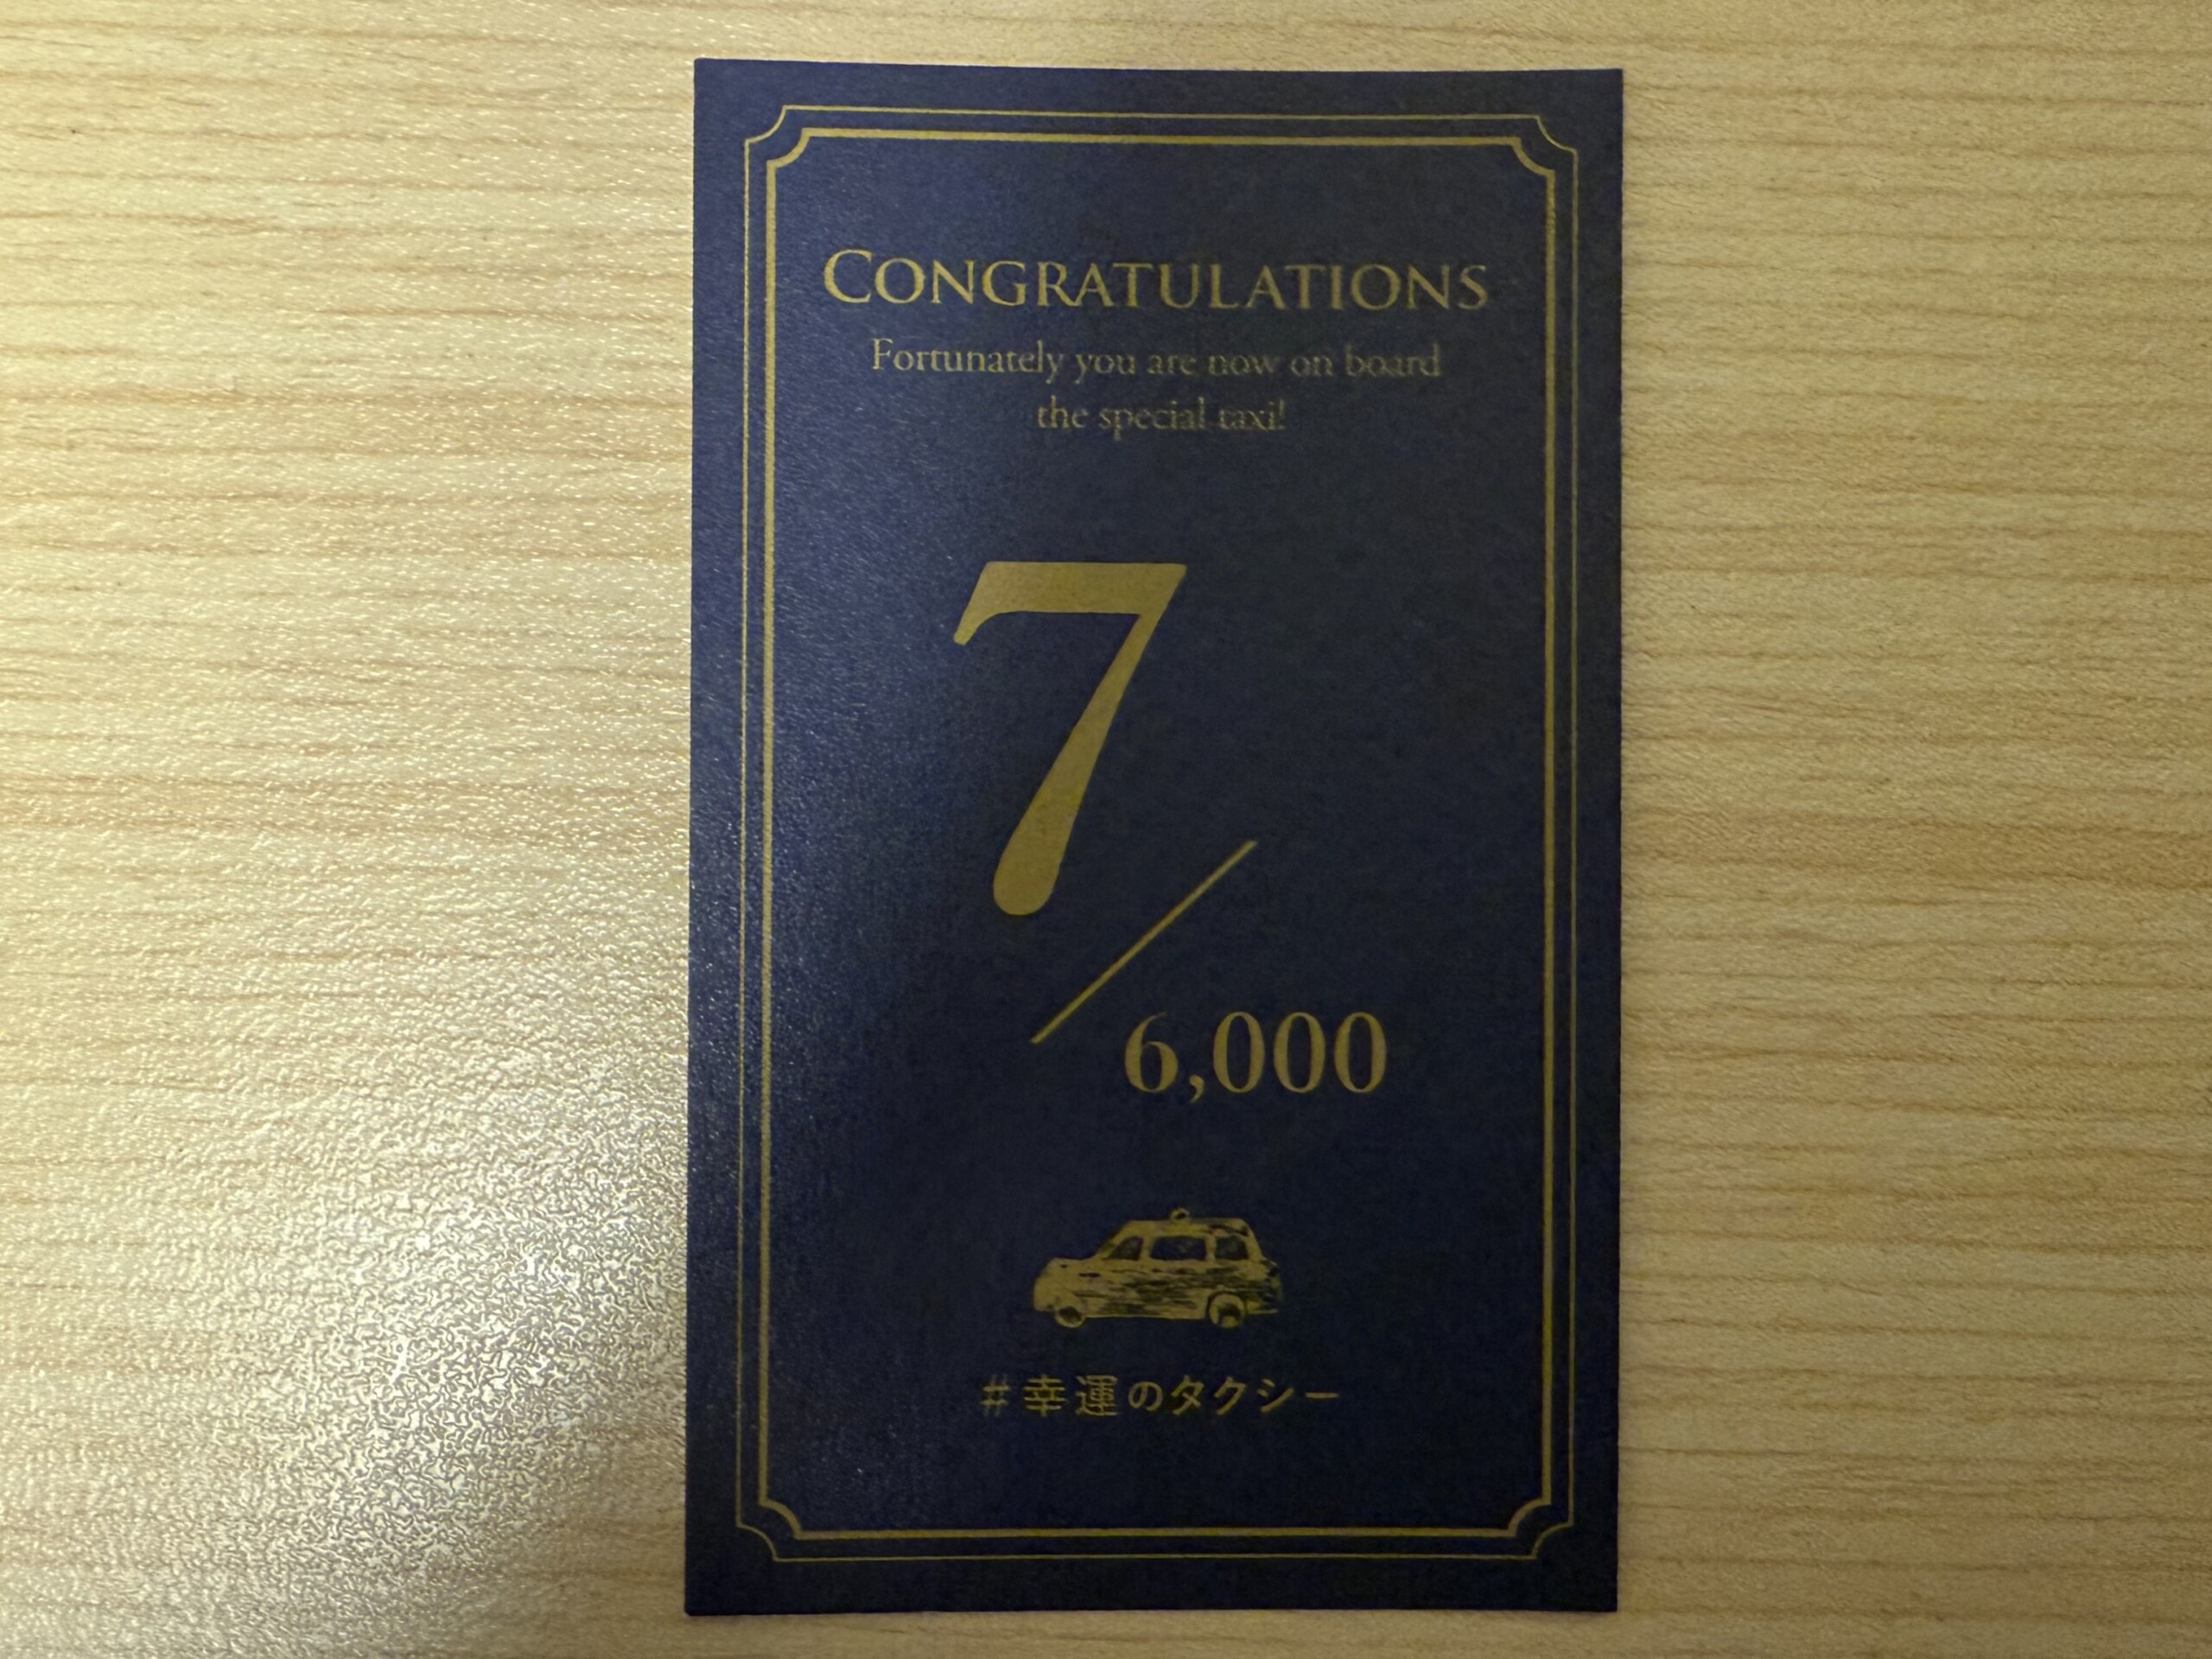 CONGRATULATIONS
Fortunately you are now on board
the special taxi!
7/
6,000
#幸運のタクシー